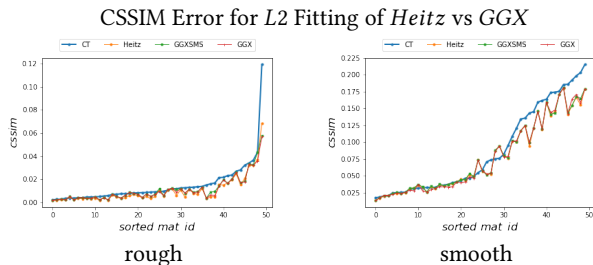 CSSIM Error for L2 Fitting of Heitz vs GGX
CT Heitz GGXSMS GGX
CT Heitz GGXSMS GGX
0.12
0.10
0.08
0.06
0.04
0.02
0.00
cssim
0 10 20 30 40 50
sorted mat id
rough
0.225
0.200
0.175
0.150
0.125
0.100
0.075
0.050
0.025
cssim
0 10 20 30 40 50
sorted mat id
smooth